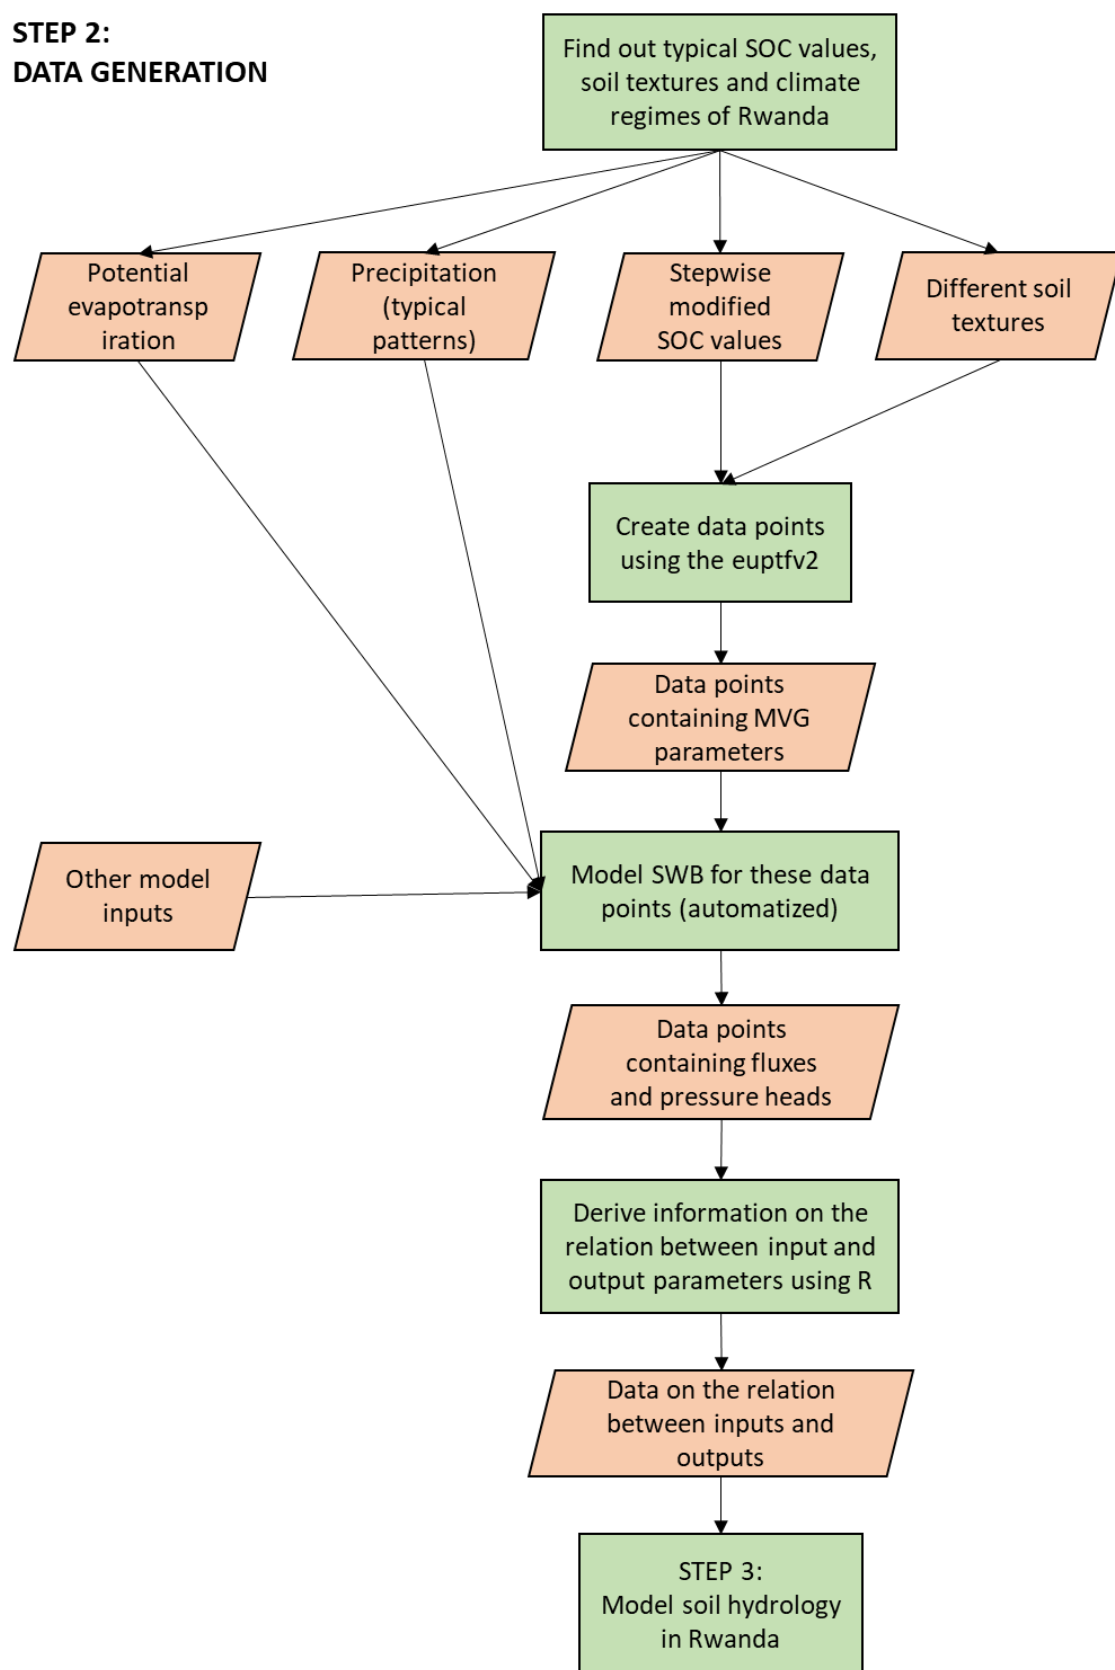 STEP 2:
DATA GENERATION
Find out typical SOC values,
soil textures and climate
regimes of Rwanda
Potential
evapotransp
iration
Precipitation
(typical
patterns)
Stepwise
modified
SOC values
Different soil
textures
Create data points
using the euptfv2
Data points
containing MVG
parameters
Other model
inputs
Model SWB for these data
points (automatized)
Data points
containing fluxes
and pressure heads
Derive information on the
relation between input and
output parameters using R
Data on the relation
between inputs and
outputs
STEP 3:
Model soil hydrology
in Rwanda